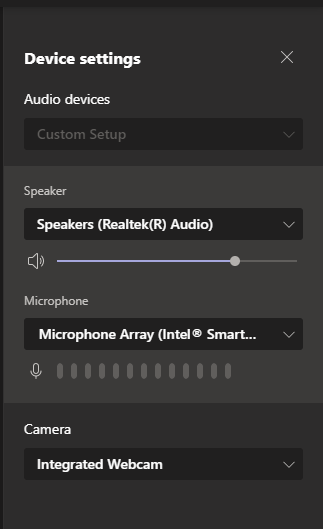 Device settings
Audio devices
Custom Setup
Speaker
Speakers (Realtek(R) Audio)
Microphone
Microphone Array (Intel® Smart...
Camera
Integrated Webcam